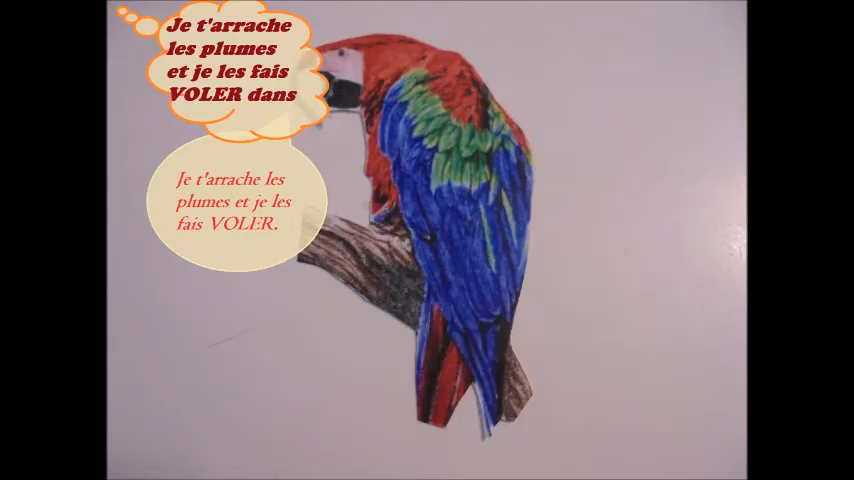 Je t'arrache
les plumes
et je les fais
VOLER dans
Je t'arrache les
plumes et je les
fais VOLER.